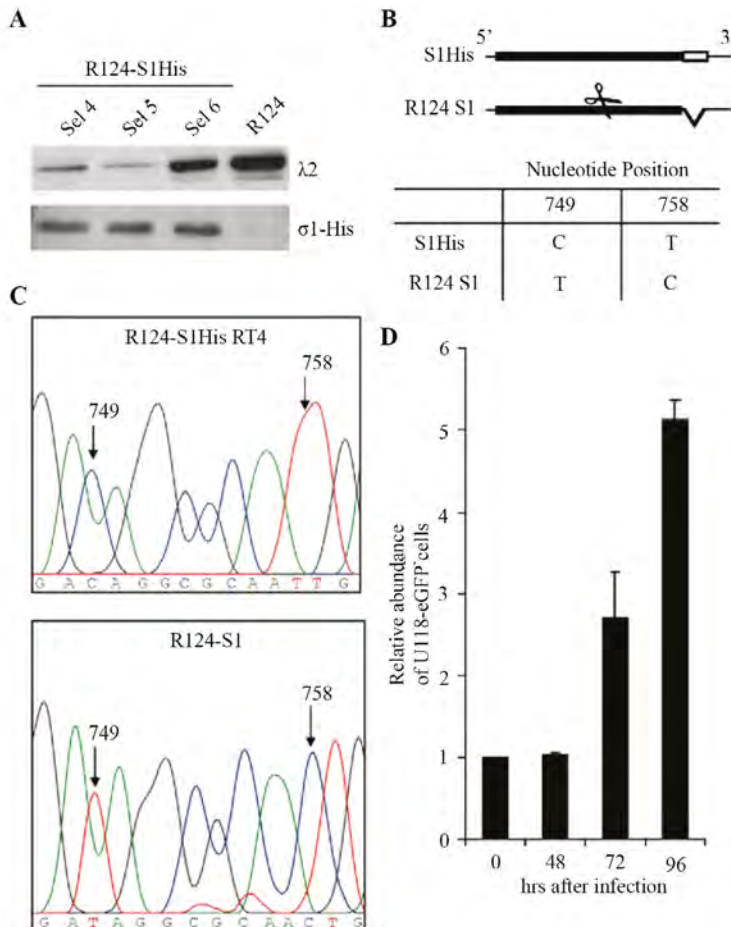 A
R124-S1His
Sel 4
Sel 5
Sel 6
R124
λ2
σ1-His
B
5’
3
S1His
R124 S1
Nucleotide Position
749
758
S1His
C
T
R124 S1
T
C
C
R124-S1His RT4
758
749
G A C A G G C G C A A T T G
R124-S1
758
749
G A T A G G C G C A A C T G
D
6
5
4
3
2
1
0
Relative abundance
of U118-eGFP⁻cells
0
48
72
96
hrs after infection